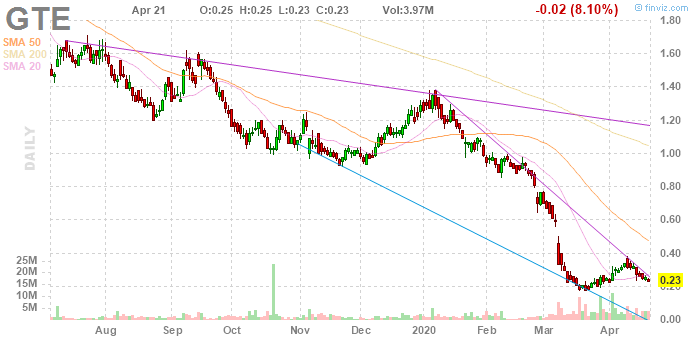 GTE
Apr 21 O:0.25 H:0.25 L:0.23 C:0.23 Vol:3.97M -0.02 (8.10%)
© finviz.com
SMA 50
SMA 200
SMA 20
DAILY
1.80
1.60
1.40
1.20
1.00
0.80
0.60
0.40
0.23
0.20
0.00
25M
20M
15M
10M
5M
Aug Sep Oct Nov Dec 2020 Feb Mar Apr